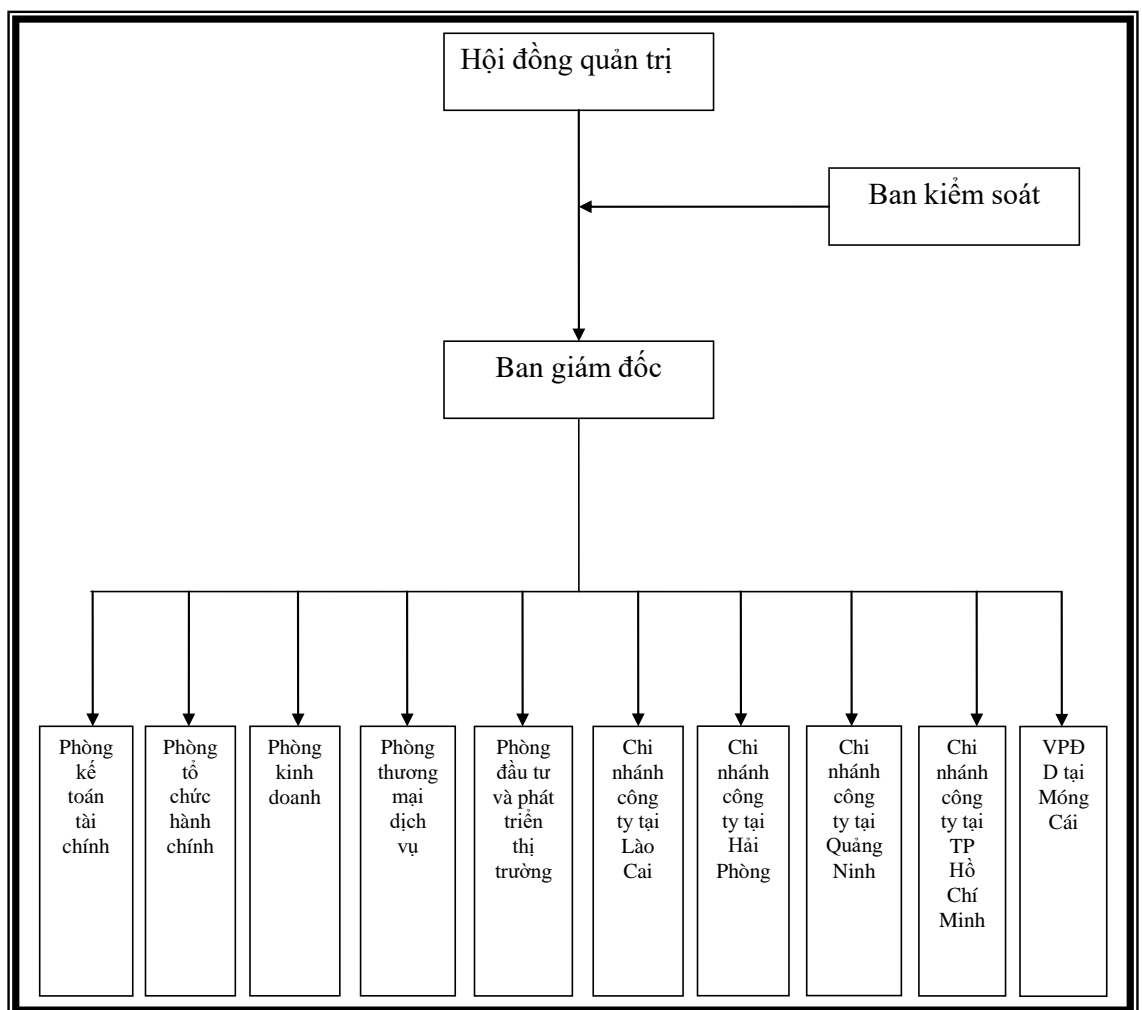 Hội đồng quản trị
Ban kiểm soát
Ban giám đốc
Phòng
kế
toán
tài
chính
Phòng
tổ
chức
hành
chính
Phòng
kinh
doanh
Phòng
thương
mại
dịch
vụ
Phòng
đầu tư
và phát
triển
thị
trường
Chi
nhánh
công
ty tại
Lào
Cai
Chi
nhánh
công
ty tại
Hải
Phòng
Chi
nhánh
công
ty tại
Quảng
Ninh
Chi
nhánh
công
ty tại
TP
Hồ
Chí
Minh
VPĐ
D tại
Móng
Cái